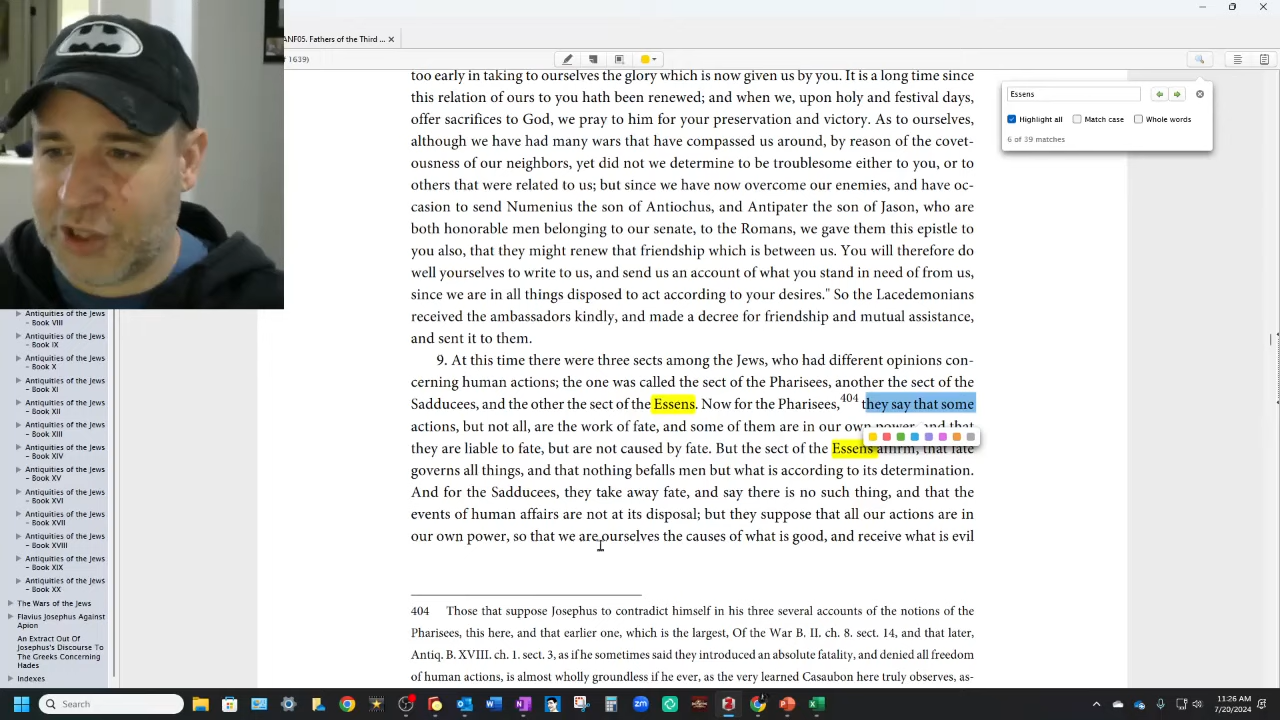 ANF05. Fathers of the Third ... ×
1639)
Essens
Highlight all
Match case
Whole words
6 of 39 matches
too early in taking to ourselves the glory which is now given us by you. It is a long time since
this relation of ours to you hath been renewed; and when we, upon holy and festival days,
offer sacrifices to God, we pray to him for your preservation and victory. As to ourselves,
although we have had many wars that have compassed us around, by reason of the covet-
ousness of our neighbors, yet did not we determine to be troublesome either to you, or to
others that were related to us; but since we have now overcome our enemies, and have oc-
casion to send Numenius the son of Antiochus, and Antipater the son of Jason, who are
both honorable men belonging to our senate, to the Romans, we gave them this epistle to
you also, that they might renew that friendship which is between us. You will therefore do
well yourselves to write to us, and send us an account of what you stand in need of from us,
since we are in all things disposed to act according to your desires." So the Lacedemonians
received the ambassadors kindly, and made a decree for friendship and mutual assistance,
and sent it to them.
9. At this time there were three sects among the Jews, who had different opinions con-
cerning human actions; the one was called the sect of the Pharisees, another the sect of the
Sadducees, and the other the sect of the Essens. Now for the Pharisees,404 they say that some
actions, but not all, are the work of fate, and some of them are in our own power, and that
they are liable to fate, but are not caused by fate. But the sect of the Essens affirm, that fate
governs all things, and that nothing befalls men but what is according to its determination.
And for the Sadducees, they take away fate, and say there is no such thing, and that the
events of human affairs are not at its disposal; but they suppose that all our actions are in
our own power, so that we are ourselves the causes of what is good, and receive what is evil
404 Those that suppose Josephus to contradict himself in his three several accounts of the notions of the
Pharisees, this here, and that earlier one, which is the largest, Of the War B. II. ch. 8. sect. 14, and that later,
Antiq. B. XVIII. ch. 1. sect. 3, as if he sometimes said they introduced an absolute fatality, and denied all freedom
of human actions, is almost wholly groundless if he ever, as the very learned Casaubon here truly observes, as-
Antiquities of the Jews
– Book VIII
Antiquities of the Jews
– Book IX
Antiquities of the Jews
– Book X
Antiquities of the Jews
– Book XI
Antiquities of the Jews
– Book XII
Antiquities of the Jews
– Book XIII
Antiquities of the Jews
– Book XIV
Antiquities of the Jews
– Book XV
Antiquities of the Jews
– Book XVI
Antiquities of the Jews
– Book XVII
Antiquities of the Jews
– Book XVIII
Antiquities of the Jews
– Book XIX
Antiquities of the Jews
– Book XX
The Wars of the Jews
Flavius Josephus Against
Apion
An Extract Out Of
Josephus's Discourse To
The Greeks Concerning
Hades
Indexes
Search
zm
11:26 AM
7/20/2024